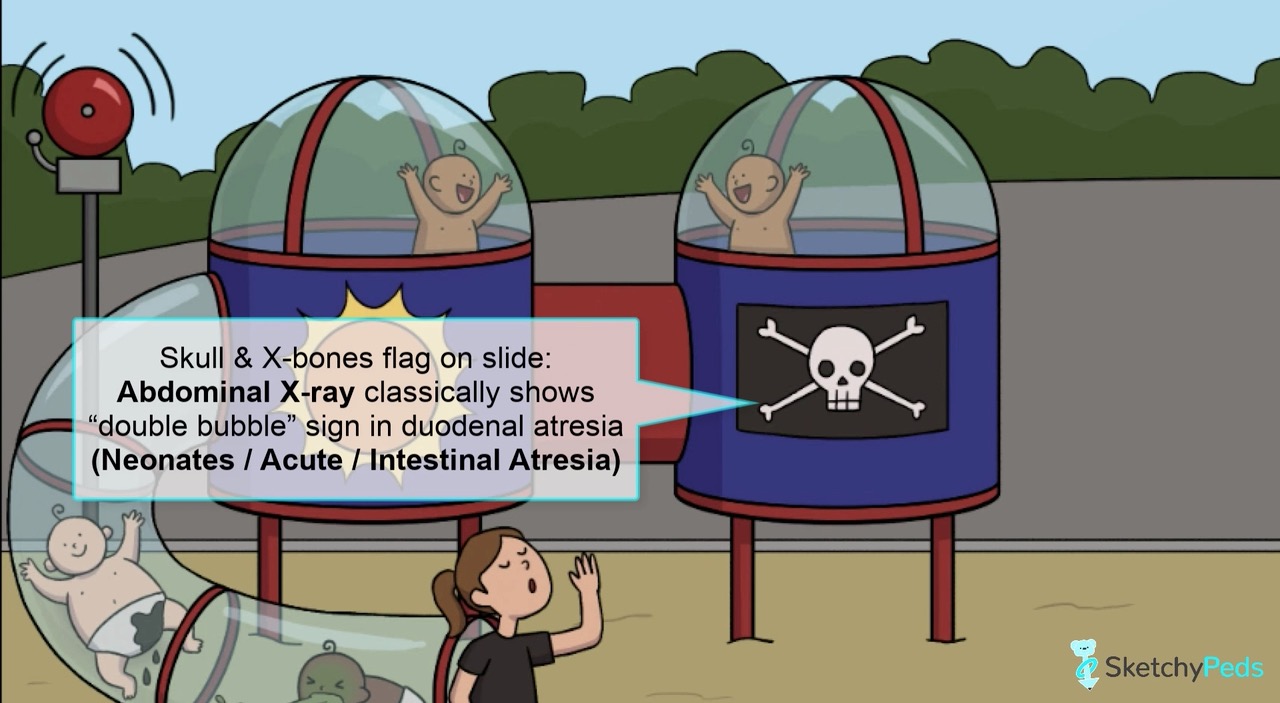 Skull & X-bones flag on slide:
Abdominal X-ray classically shows
“double bubble” sign in duodenal atresia
(Neonates / Acute / Intestinal Atresia)
SketchyPeds